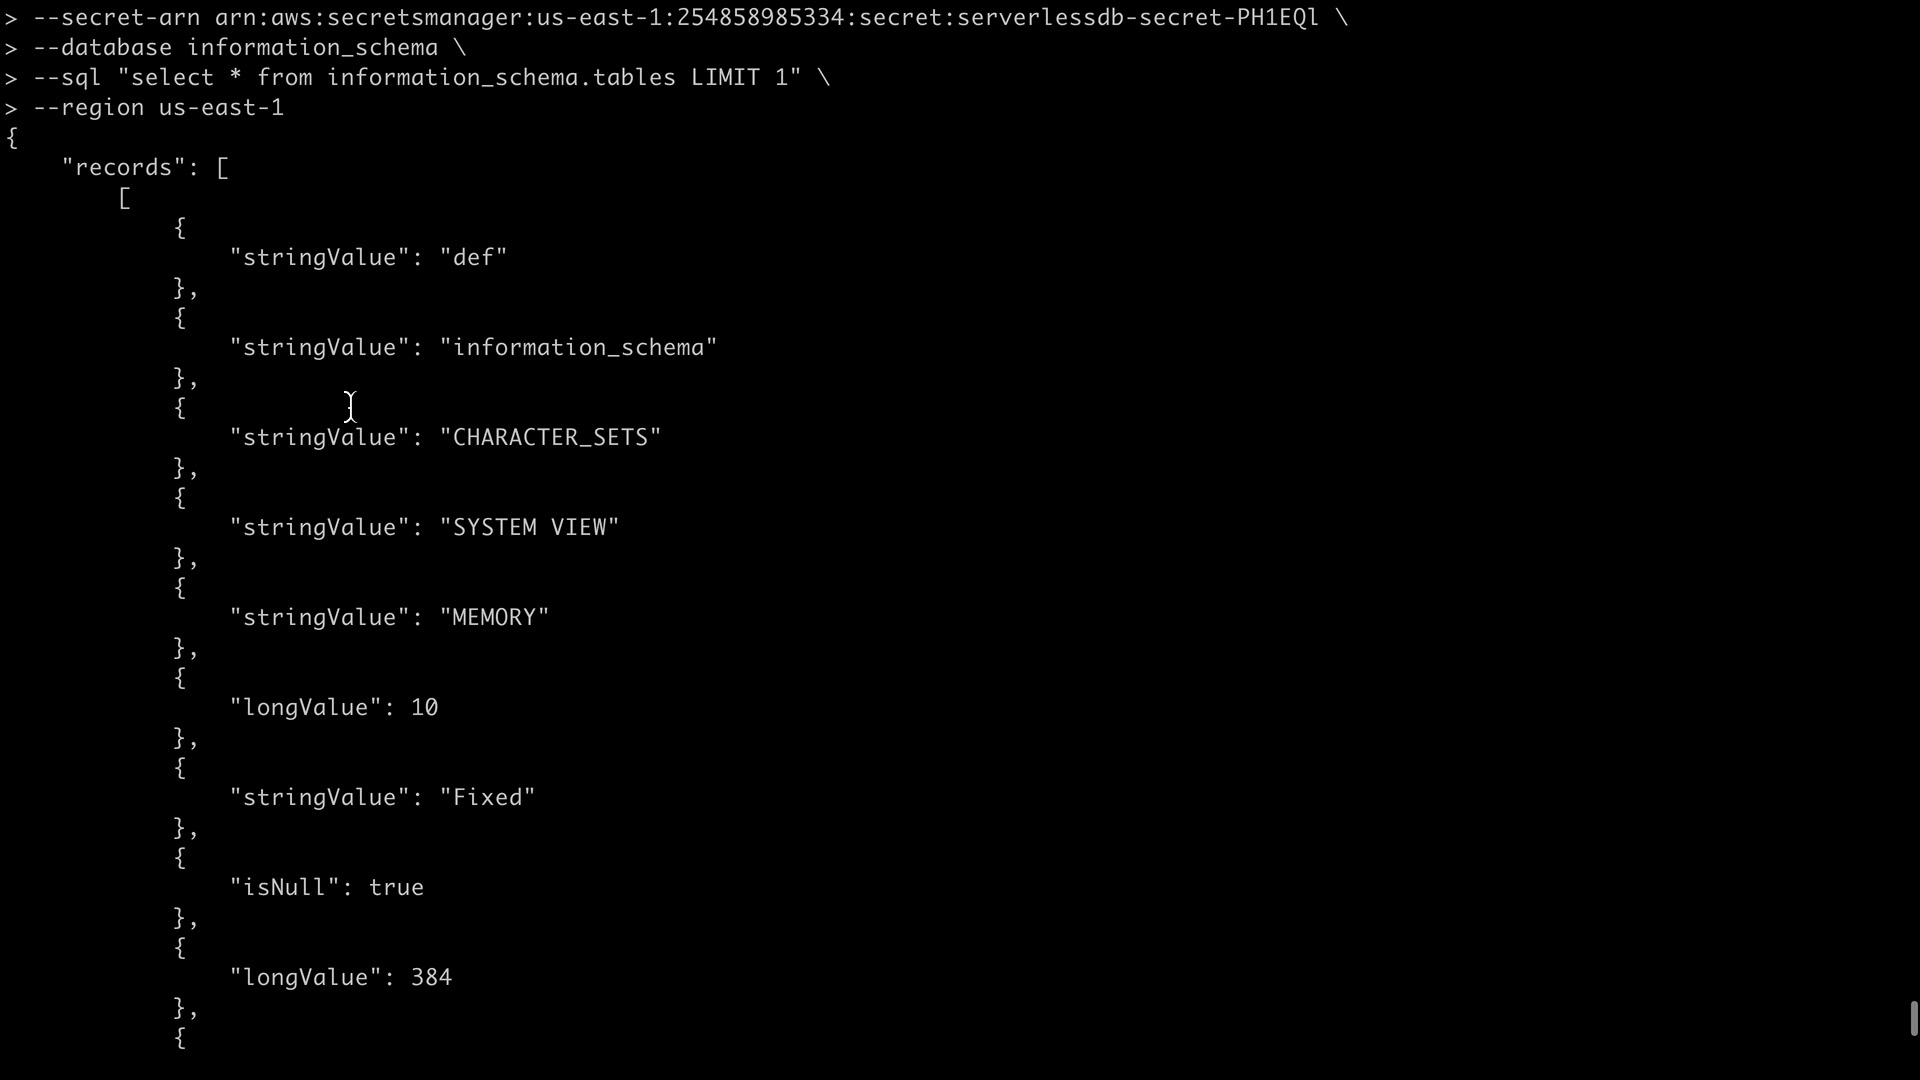 > --secret-arn arn:aws:secretsmanager:us-east-1:254858985334:secret:serverlessdb-secret-PH1EQl \
> --database information_schema \
> --sql "select * from information_schema.tables LIMIT 1" \
> --region us-east-1
{
    "records": [
        [
            {
                "stringValue": "def"
            },
            {
                "stringValue": "information_schema"
            },
            {
                "stringValue": "CHARACTER_SETS"
            },
            {
                "stringValue": "SYSTEM VIEW"
            },
            {
                "stringValue": "MEMORY"
            },
            {
                "longValue": 10
            },
            {
                "stringValue": "Fixed"
            },
            {
                "isNull": true
            },
            {
                "longValue": 384
            },
            {